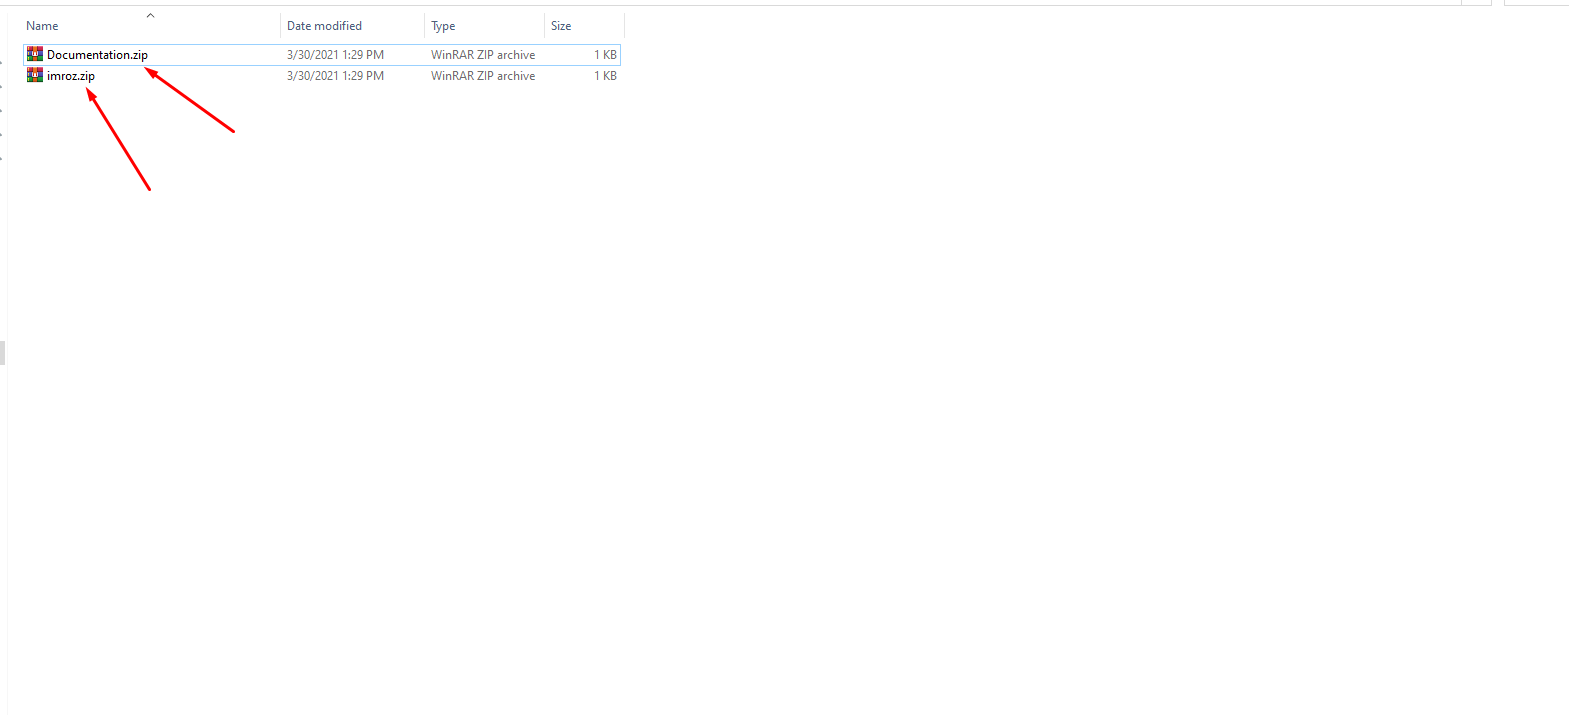 Name Date modified Type Size
Documentation.zip 3/30/2021 1:29 PM WinRAR ZIP archive 1 KB
imroz.zip 3/30/2021 1:29 PM WinRAR ZIP archive 1 KB